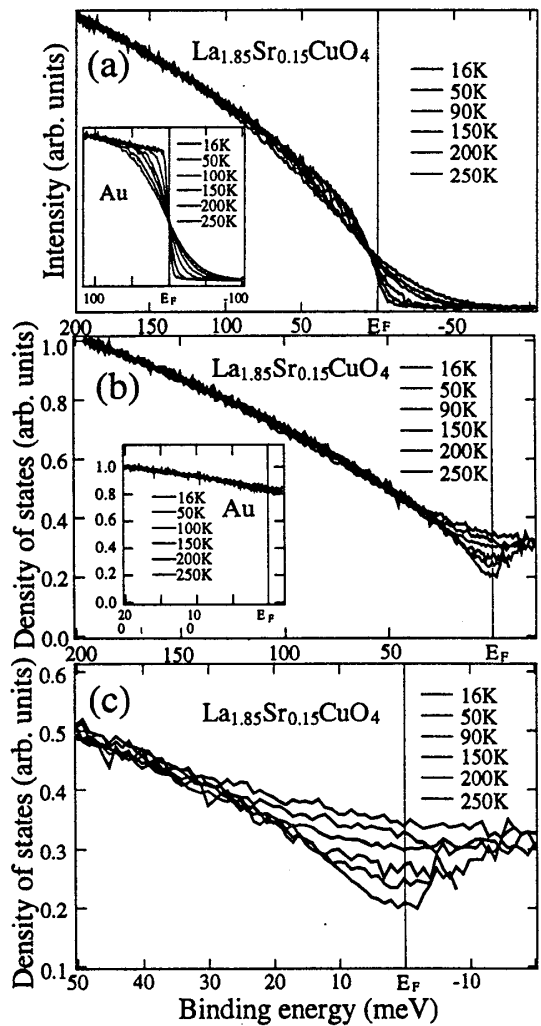 (a)
La1.85Sr0.15CuO4
16K
50K
90K
150K
200K
250K
Intensity (arb. units)
Au
16K
50K
100K
150K
200K
250K
100 EF -100
200 150 100 50 EF -50
(b)
La1.85Sr0.15CuO4
16K
50K
90K
150K
200K
250K
Density of states (arb. units)
1.0
0.8
0.6
0.4
0.2
0.0
Au
16K
50K
100K
150K
200K
250K
1.0
0.8
0.6
0.4
0.2
0.0
20 10 EF
0 0
200 150 100 50 EF
(c)
La1.85Sr0.15CuO4
16K
50K
90K
150K
200K
250K
Density of states (arb. units)
0.6
0.5
0.4
0.3
0.2
0.1
50 40 30 20 10 EF -10
Binding energy (meV)